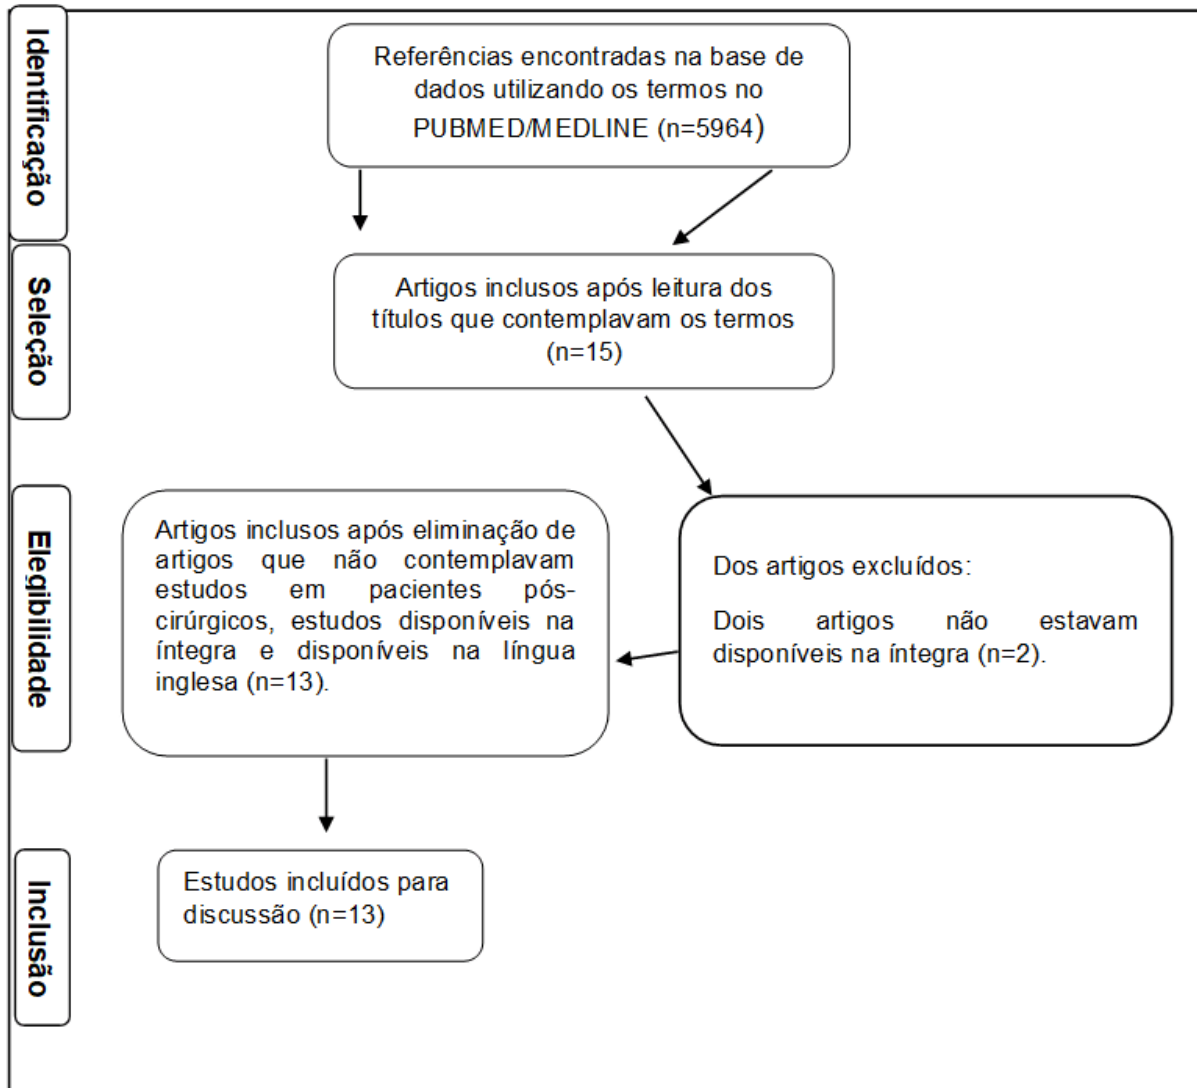 Identificação
Referências encontradas na base de
dados utilizando os termos no
PUBMED/MEDLINE (n=5964)
Seleção
Artigos inclusos após leitura dos
títulos que contemplavam os termos
(n=15)
Elegibilidade
Artigos inclusos após eliminação de
artigos que não contemplavam
estudos em pacientes pós-
cirúrgicos, estudos disponíveis na
íntegra e disponíveis na língua
inglesa (n=13).
Dos artigos excluídos:
Dois artigos não estavam
disponíveis na íntegra (n=2).
Inclusão
Estudos incluídos para
discussão (n=13)